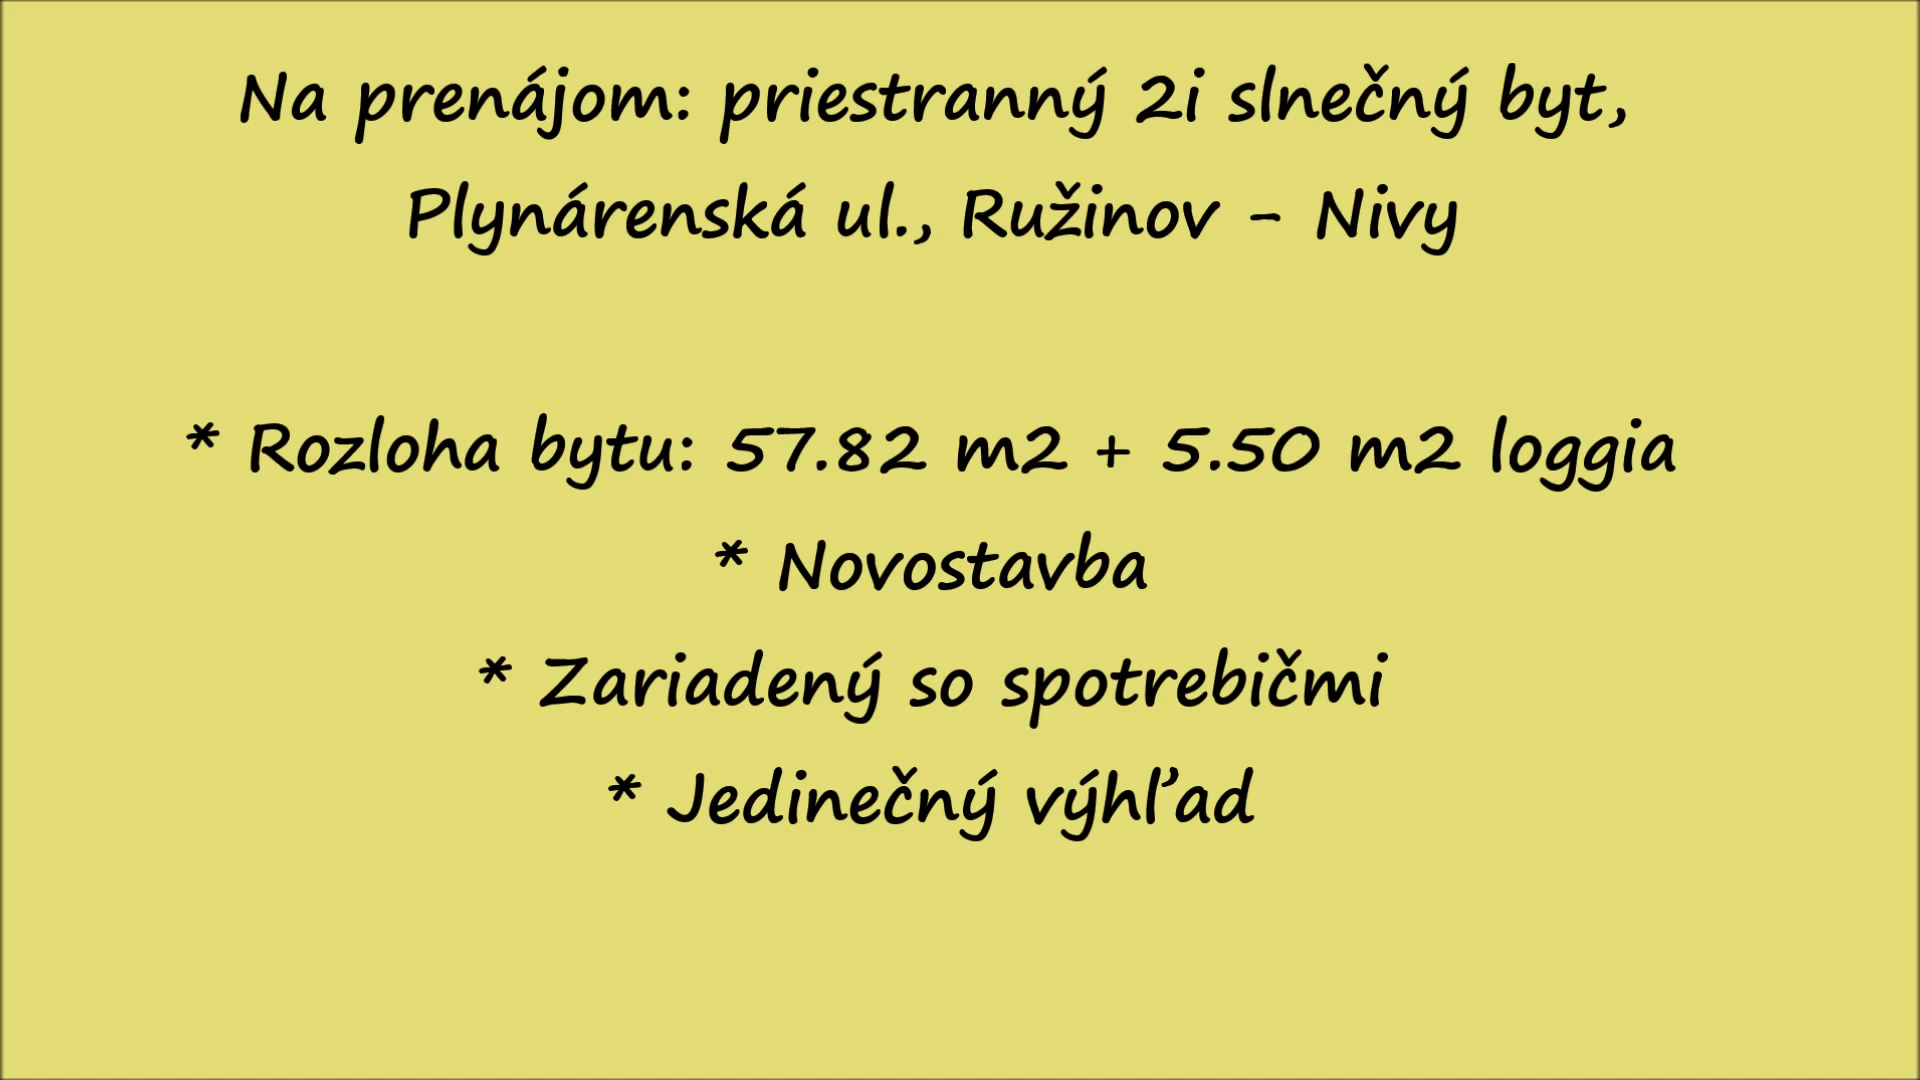 Na prenájom: priestranný 2i slnečný byt,
Plynárenská ul., Ružinov - Nivy
* Rozloha bytu: 57.82 m2 + 5.50 m2 loggia
* Novostavba
* Zariadený so spotrebičmi
* Jedinečný výhľad